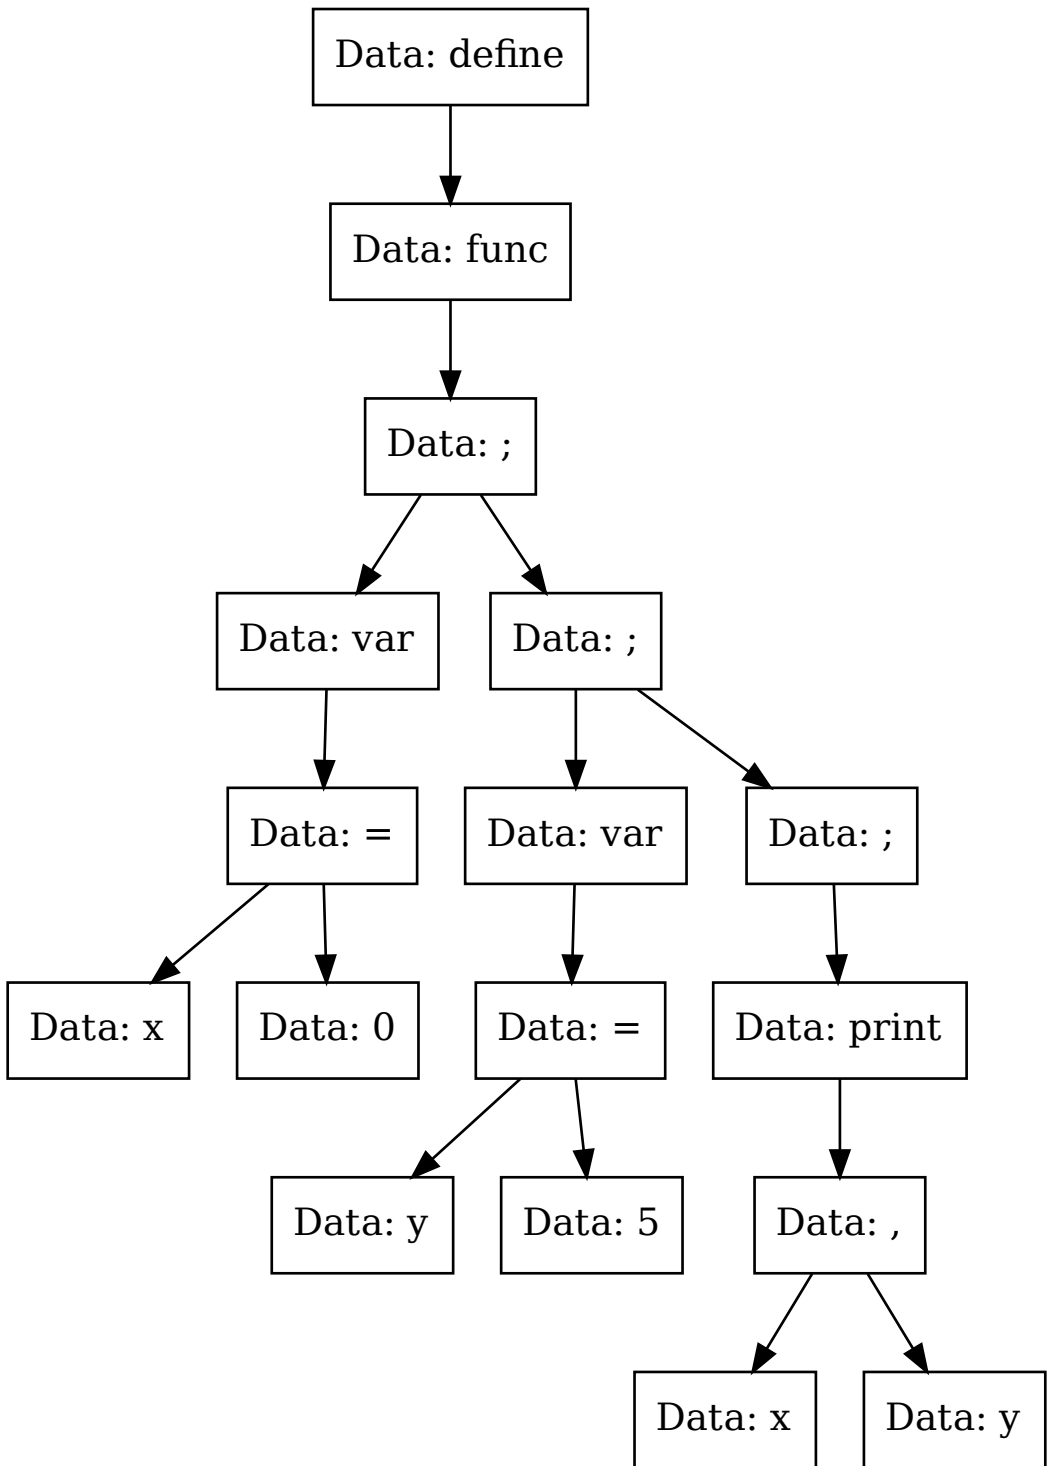 Data: define
Data: func
Data: ;
Data: var
Data: ;
Data: =
Data: var
Data: ;
Data: x
Data: 0
Data: =
Data: print
Data: y
Data: 5
Data: ,
Data: x
Data: y